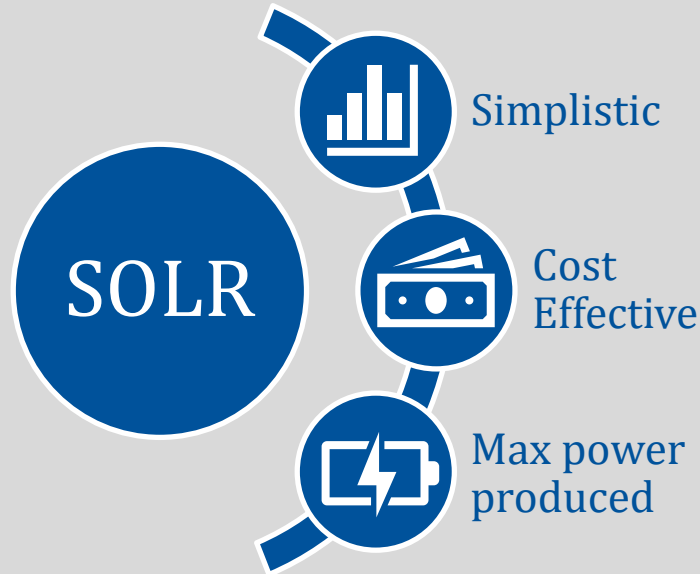 Simplistic
SOLR
Cost
Effective
Max power
produced